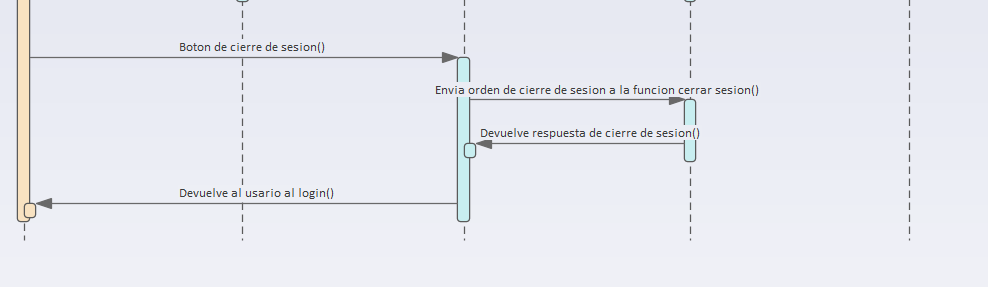 Boton de cierre de sesion()
Envia orden de cierre de sesion a la funcion cerrar sesion()
Devuelve respuesta de cierre de sesion()
Devuelve al usario al login()